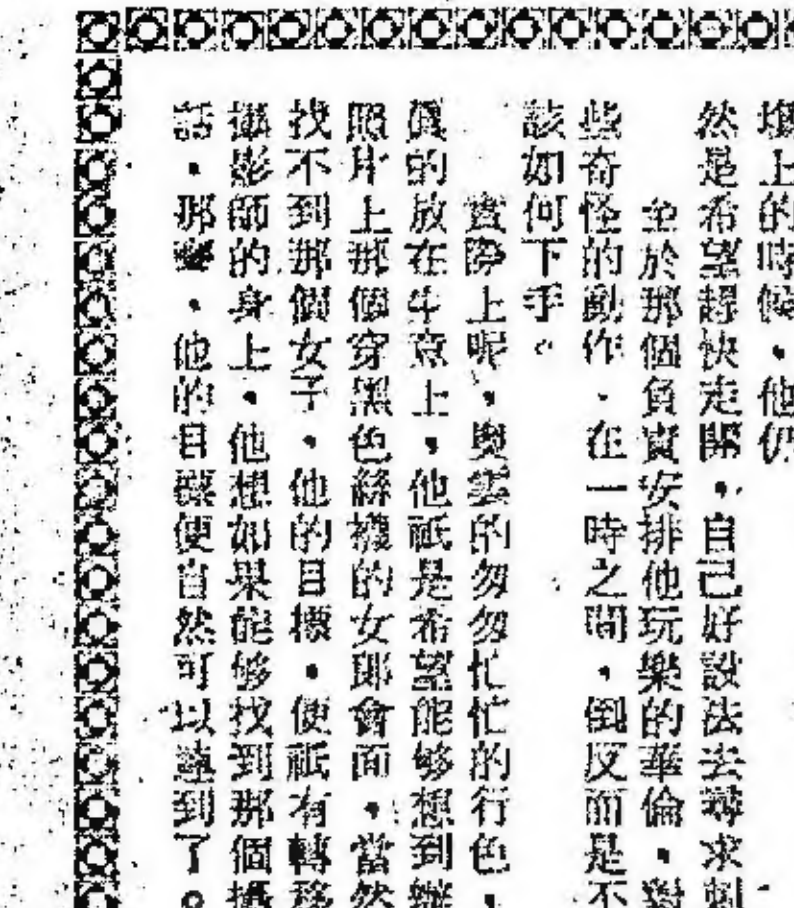 場上的時候，他仍
然是希望趕快走開，自己好設法去尋求刺
至於那個負責安排他玩樂的華倫，對
些奇怪的動作，在一時之間，倒反而是不
該如何下手。
實際上呢，與雲的匆匆忙忙的行色，
真的放在生意上，他祇是希望能够想到辦
照片上那個穿黑色絲襪的女郎會面，當然
找不到那個女子，他的目標，便祇有轉移
攝影師的身上，他想如果能够找到那個攝
話，那麼，他的目標便自然可以達到了。